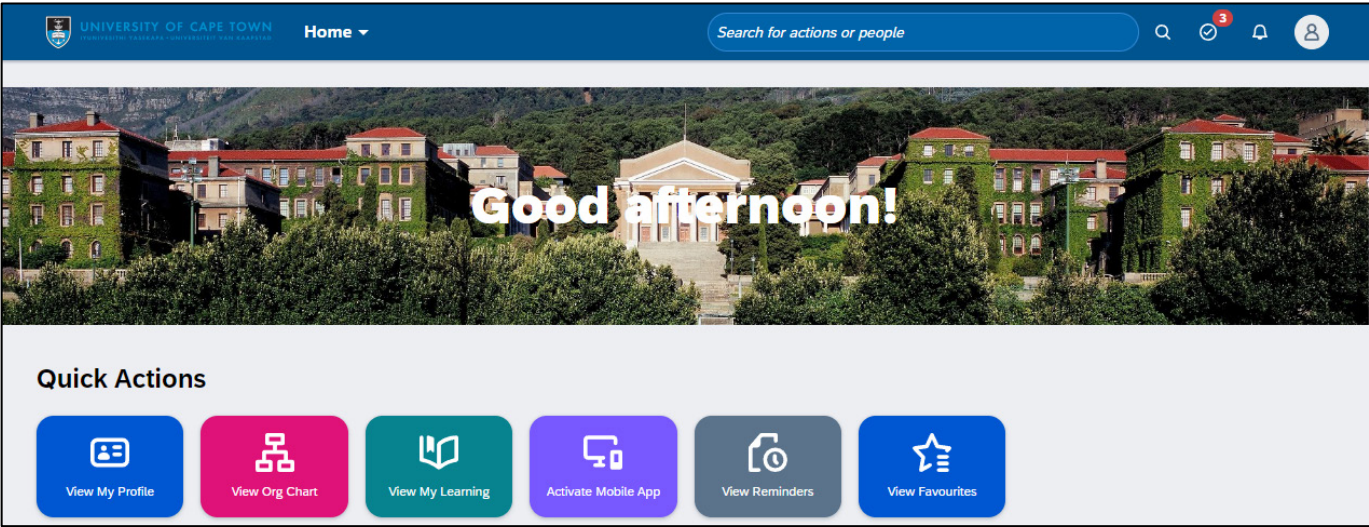 UNIVERSITY OF CAPE TOWN
Home
Search for actions or people
3
Good afternoon!
Quick Actions
View My Profile
View Org Chart
View My Learning
Activate Mobile App
View Reminders
View Favourites